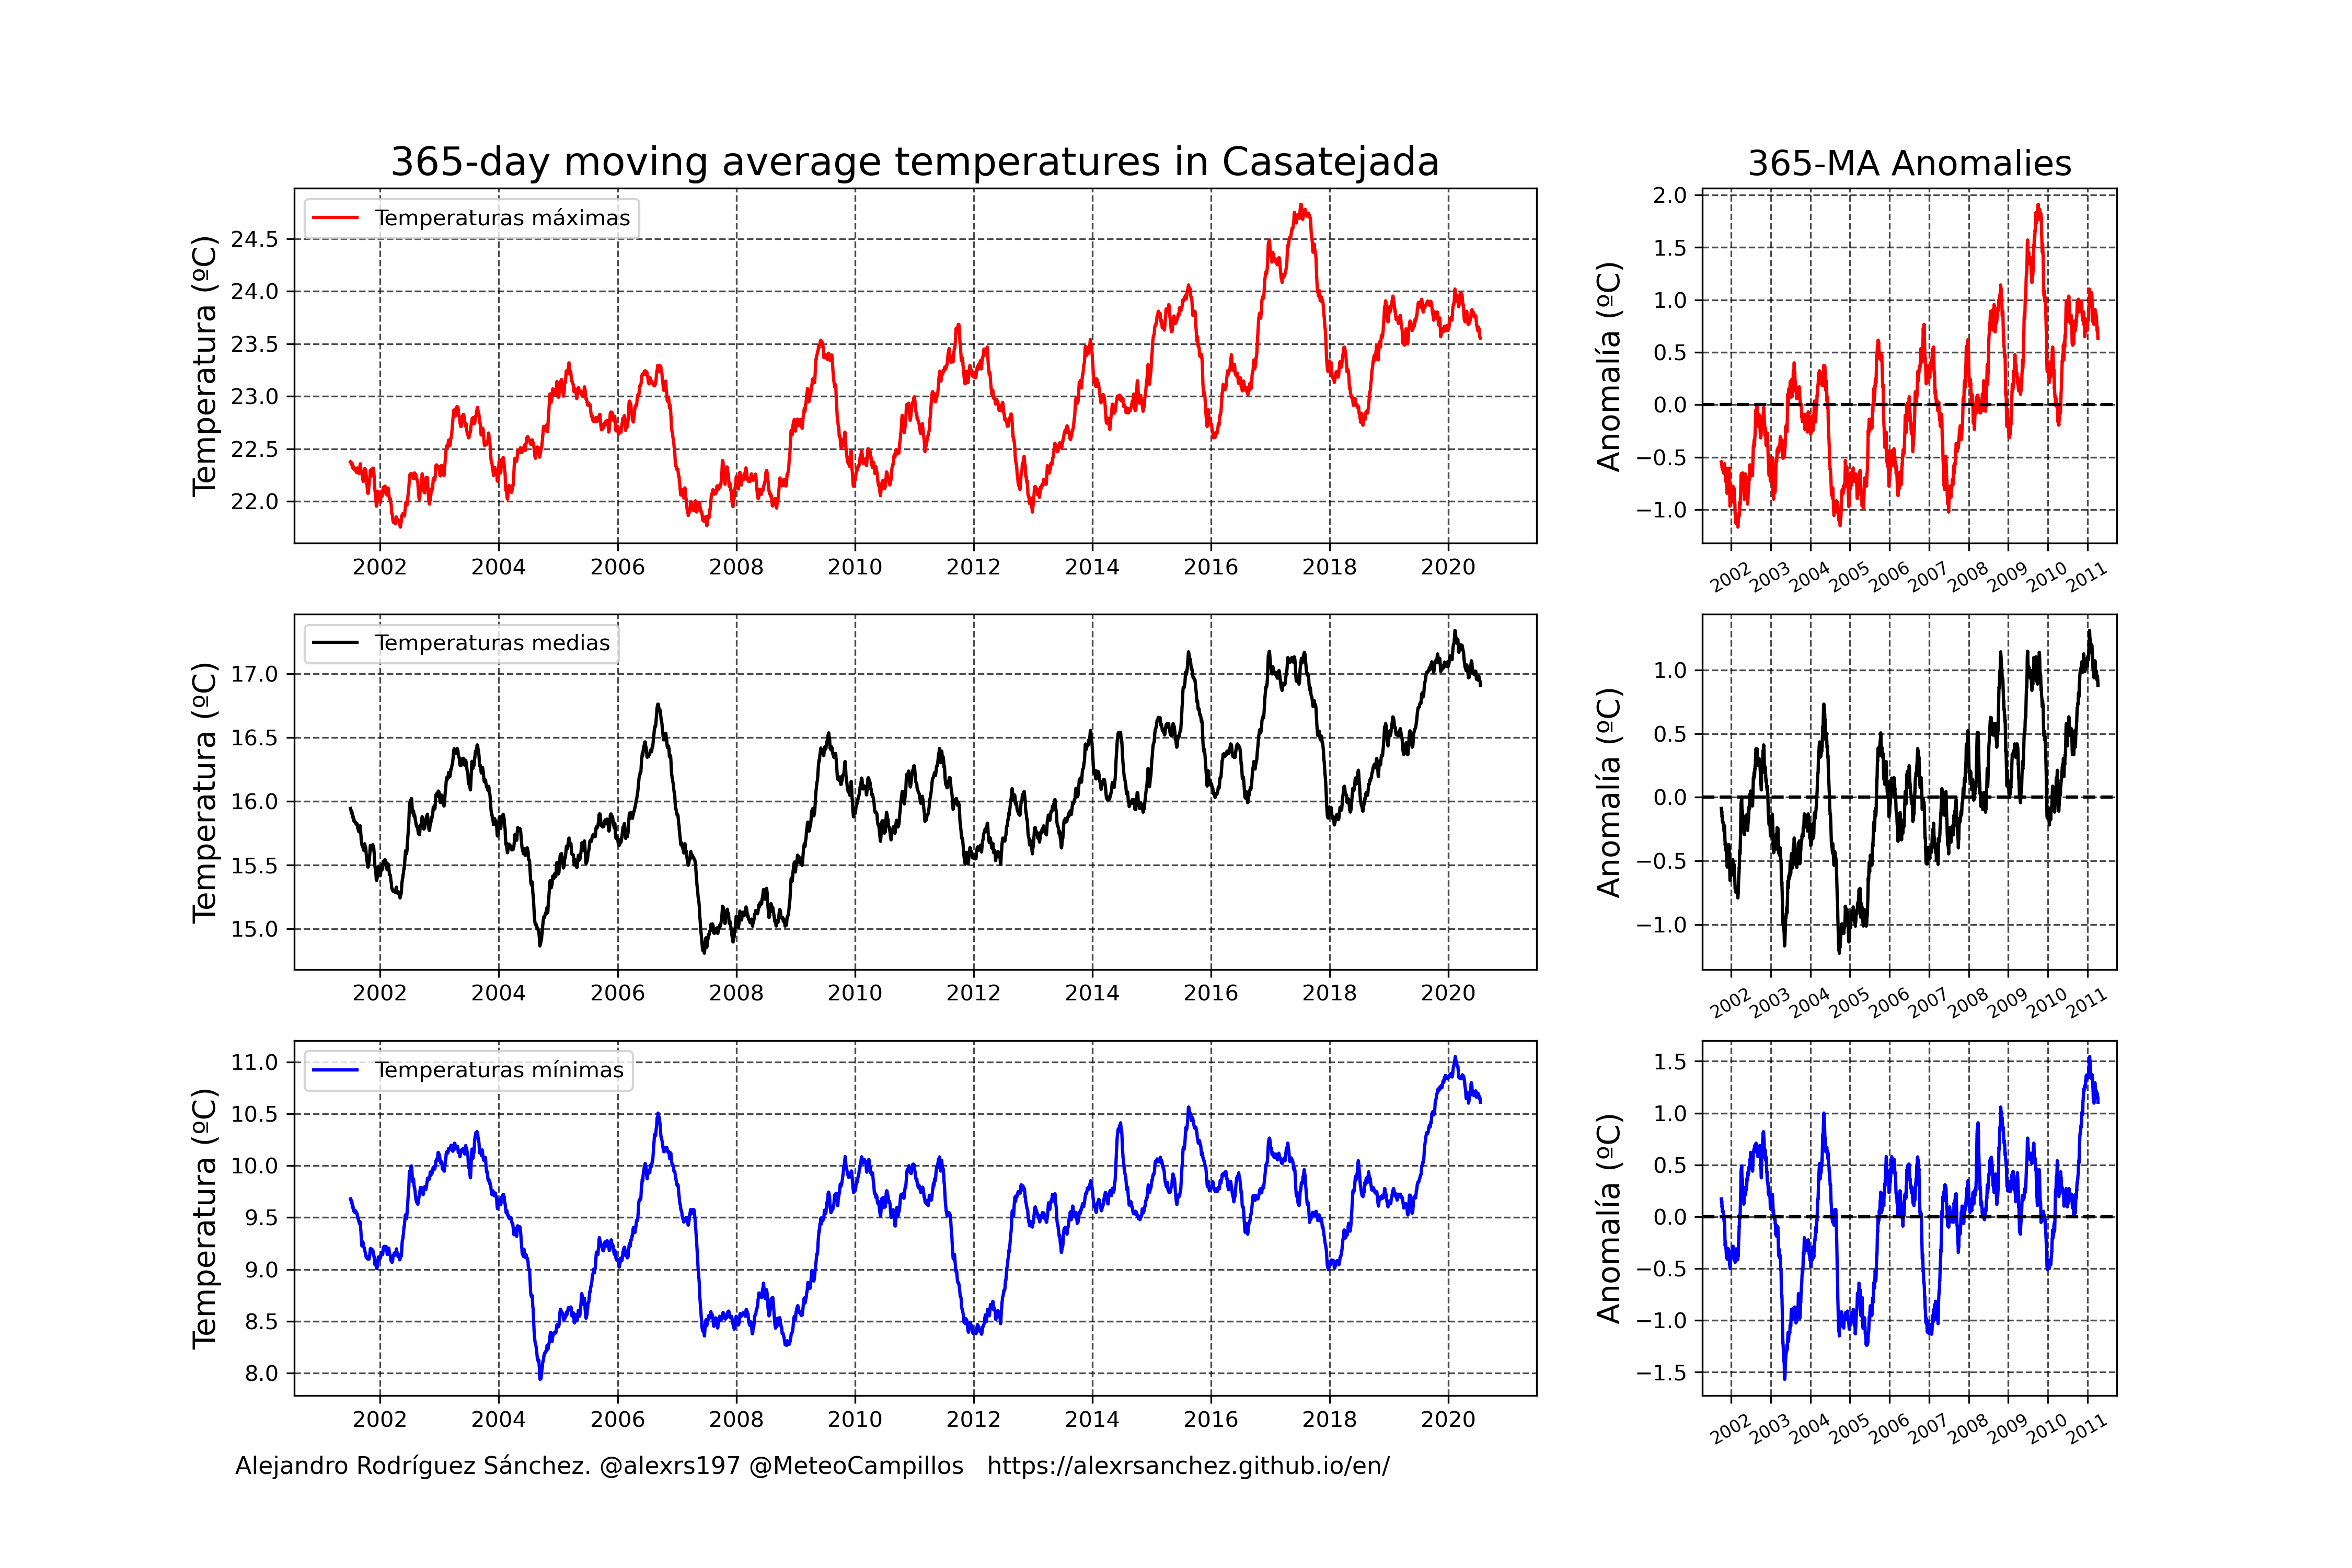 365-day moving average temperatures in Casatejada
365-MA Anomalies
Temperaturas máximas
Temperatura (ºC)
24.5
24.0
23.5
23.0
22.5
22.0
2002 2004 2006 2008 2010 2012 2014 2016 2018 2020
Anomalía (ºC)
2.0
1.5
1.0
0.5
0.0
−0.5
−1.0
2002 2003 2004 2005 2006 2007 2008 2009 2010 2011
Temperaturas medias
Temperatura (ºC)
17.0
16.5
16.0
15.5
15.0
2002 2004 2006 2008 2010 2012 2014 2016 2018 2020
Anomalía (ºC)
1.0
0.5
0.0
−0.5
−1.0
2002 2003 2004 2005 2006 2007 2008 2009 2010 2011
Temperaturas mínimas
Temperatura (ºC)
11.0
10.5
10.0
9.5
9.0
8.5
8.0
2002 2004 2006 2008 2010 2012 2014 2016 2018 2020
Anomalía (ºC)
1.5
1.0
0.5
0.0
−0.5
−1.0
−1.5
2002 2003 2004 2005 2006 2007 2008 2009 2010 2011
Alejandro Rodríguez Sánchez. @alexrs197 @MeteoCampillos https://alexrsanchez.github.io/en/